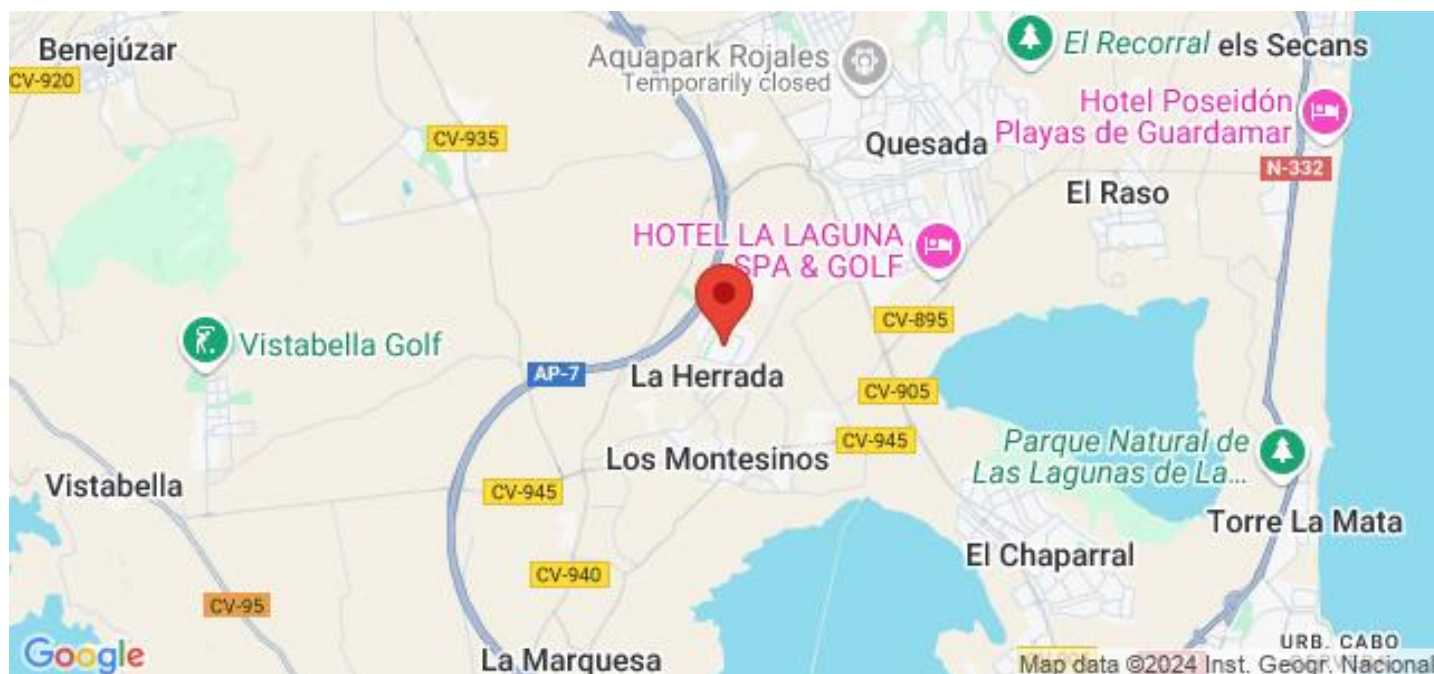 Benejúzar
CV-920
Aquapark Rojales
Temporarily closed
El Recorral
els Secans
Hotel Poseidón
Playas de Guardamar
CV-935
Quesada
N-332
El Raso
HOTEL LA LAGUNA
SPA & GOLF
CV-895
Vistabella Golf
AP-7
La Herrada
CV-905
CV-945
Los Montesinos
Parque Natural de
Las Lagunas de La...
Vistabella
CV-945
Torre La Mata
El Chaparral
CV-940
CV-95
URB. CABO
Google
La Marquesa
Map data ©2024 Inst. Geogr. Nacional